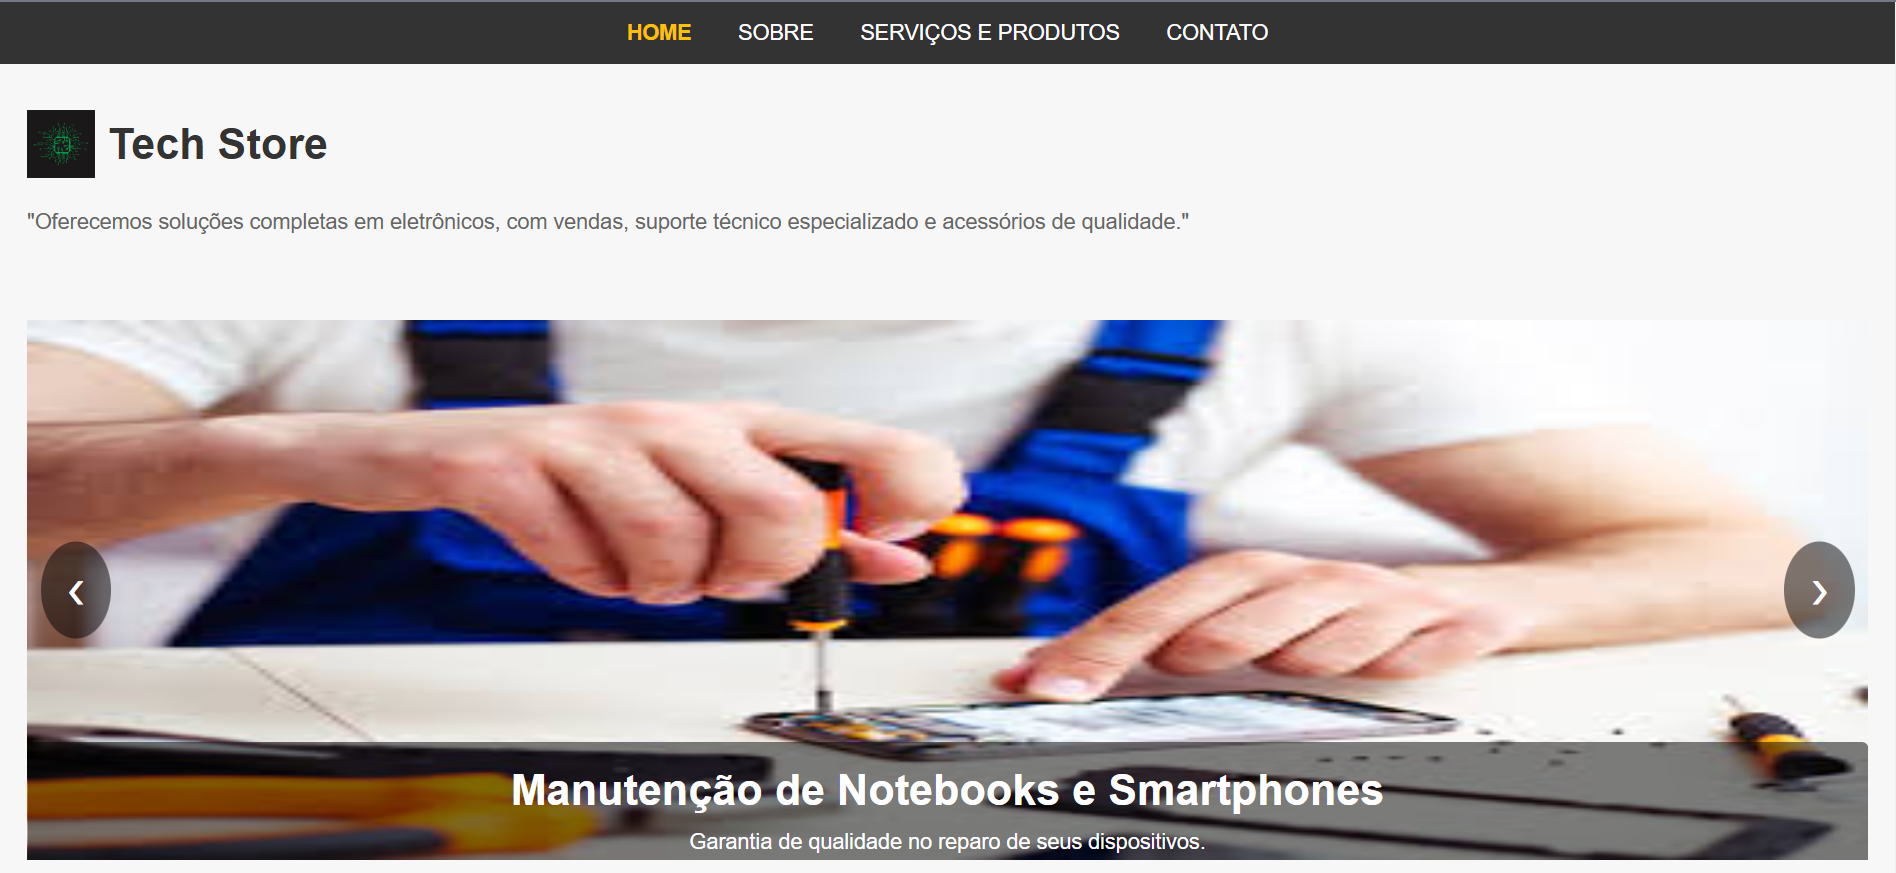 HOME SOBRE SERVIÇOS E PRODUTOS CONTATO
Tech Store
"Oferecemos soluções completas em eletrônicos, com vendas, suporte técnico especializado e acessórios de qualidade."
‹ ›
Manutenção de Notebooks e Smartphones
Garantia de qualidade no reparo de seus dispositivos.